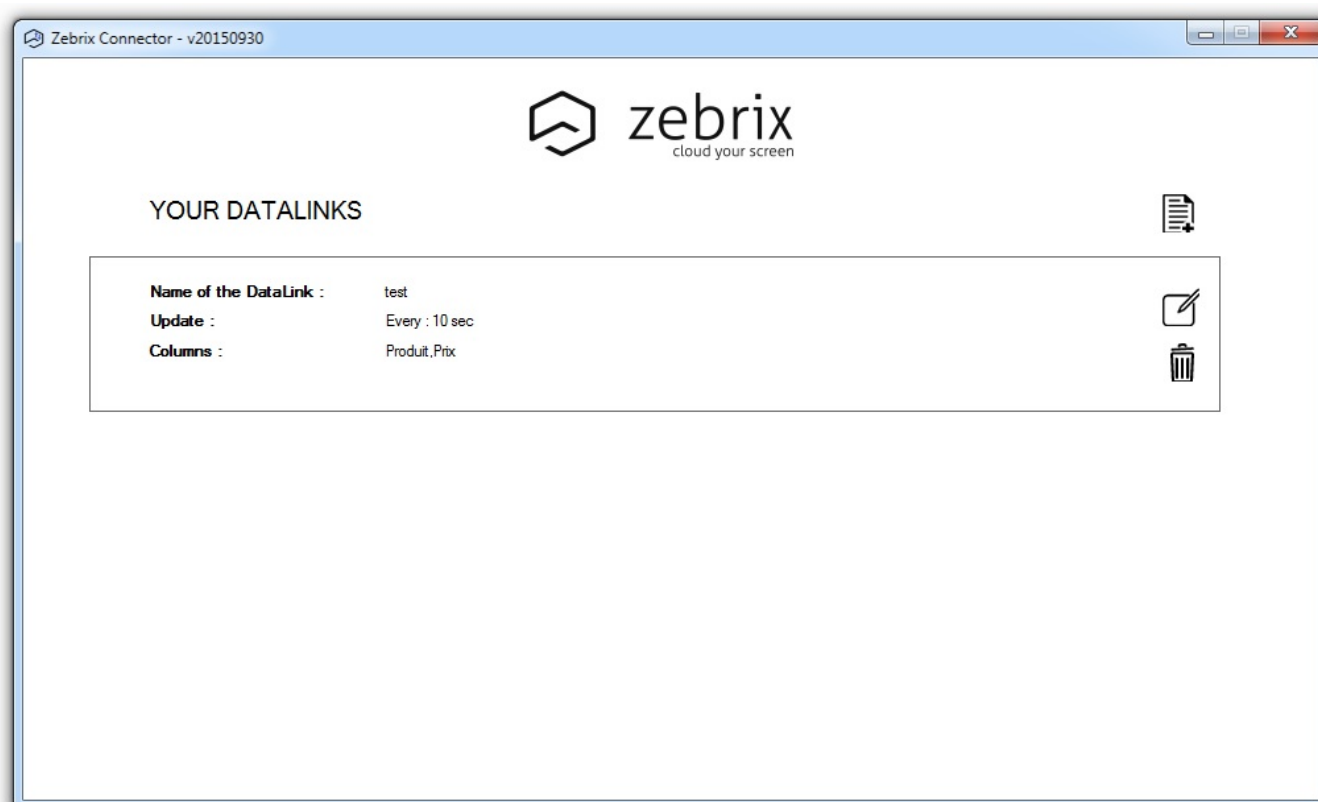 Zebrix Connector - v20150930
zebrix
cloud your screen
YOUR DATALINKS
Name of the DataLink : test
Update : Every : 10 sec
Columns : Produit,Prix